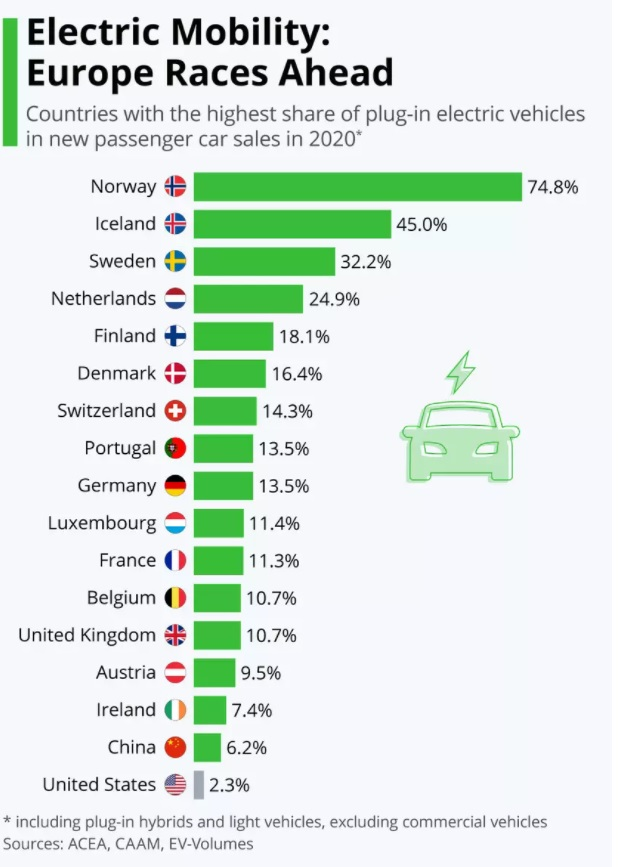 Electric Mobility:
Europe Races Ahead
Countries with the highest share of plug-in electric vehicles
in new passenger car sales in 2020*
Norway 74.8%
Iceland 45.0%
Sweden 32.2%
Netherlands 24.9%
Finland 18.1%
Denmark 16.4%
Switzerland 14.3%
Portugal 13.5%
Germany 13.5%
Luxembourg 11.4%
France 11.3%
Belgium 10.7%
United Kingdom 10.7%
Austria 9.5%
Ireland 7.4%
China 6.2%
United States 2.3%
* including plug-in hybrids and light vehicles, excluding commercial vehicles
Sources: ACEA, CAAM, EV-Volumes